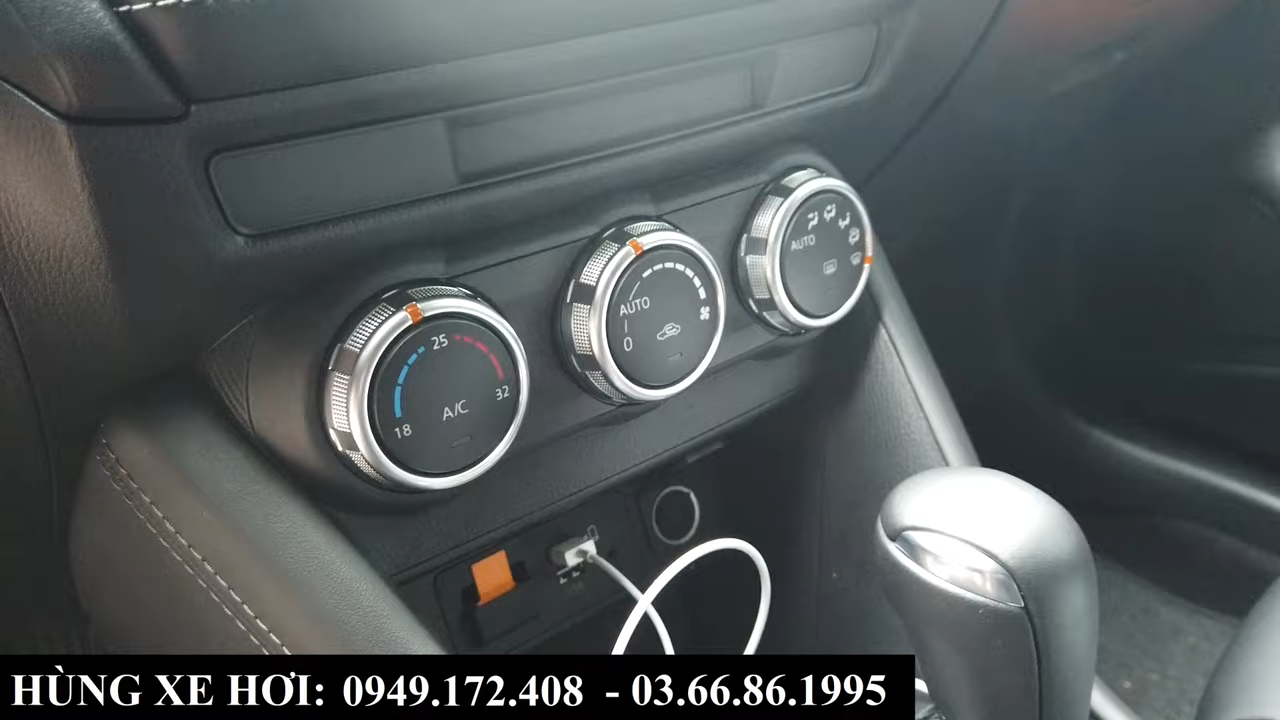 AUTO
AUTO
0
25
32
A/C
18
HÙNG XE HƠI: 0949.172.408 - 03.66.86.1995